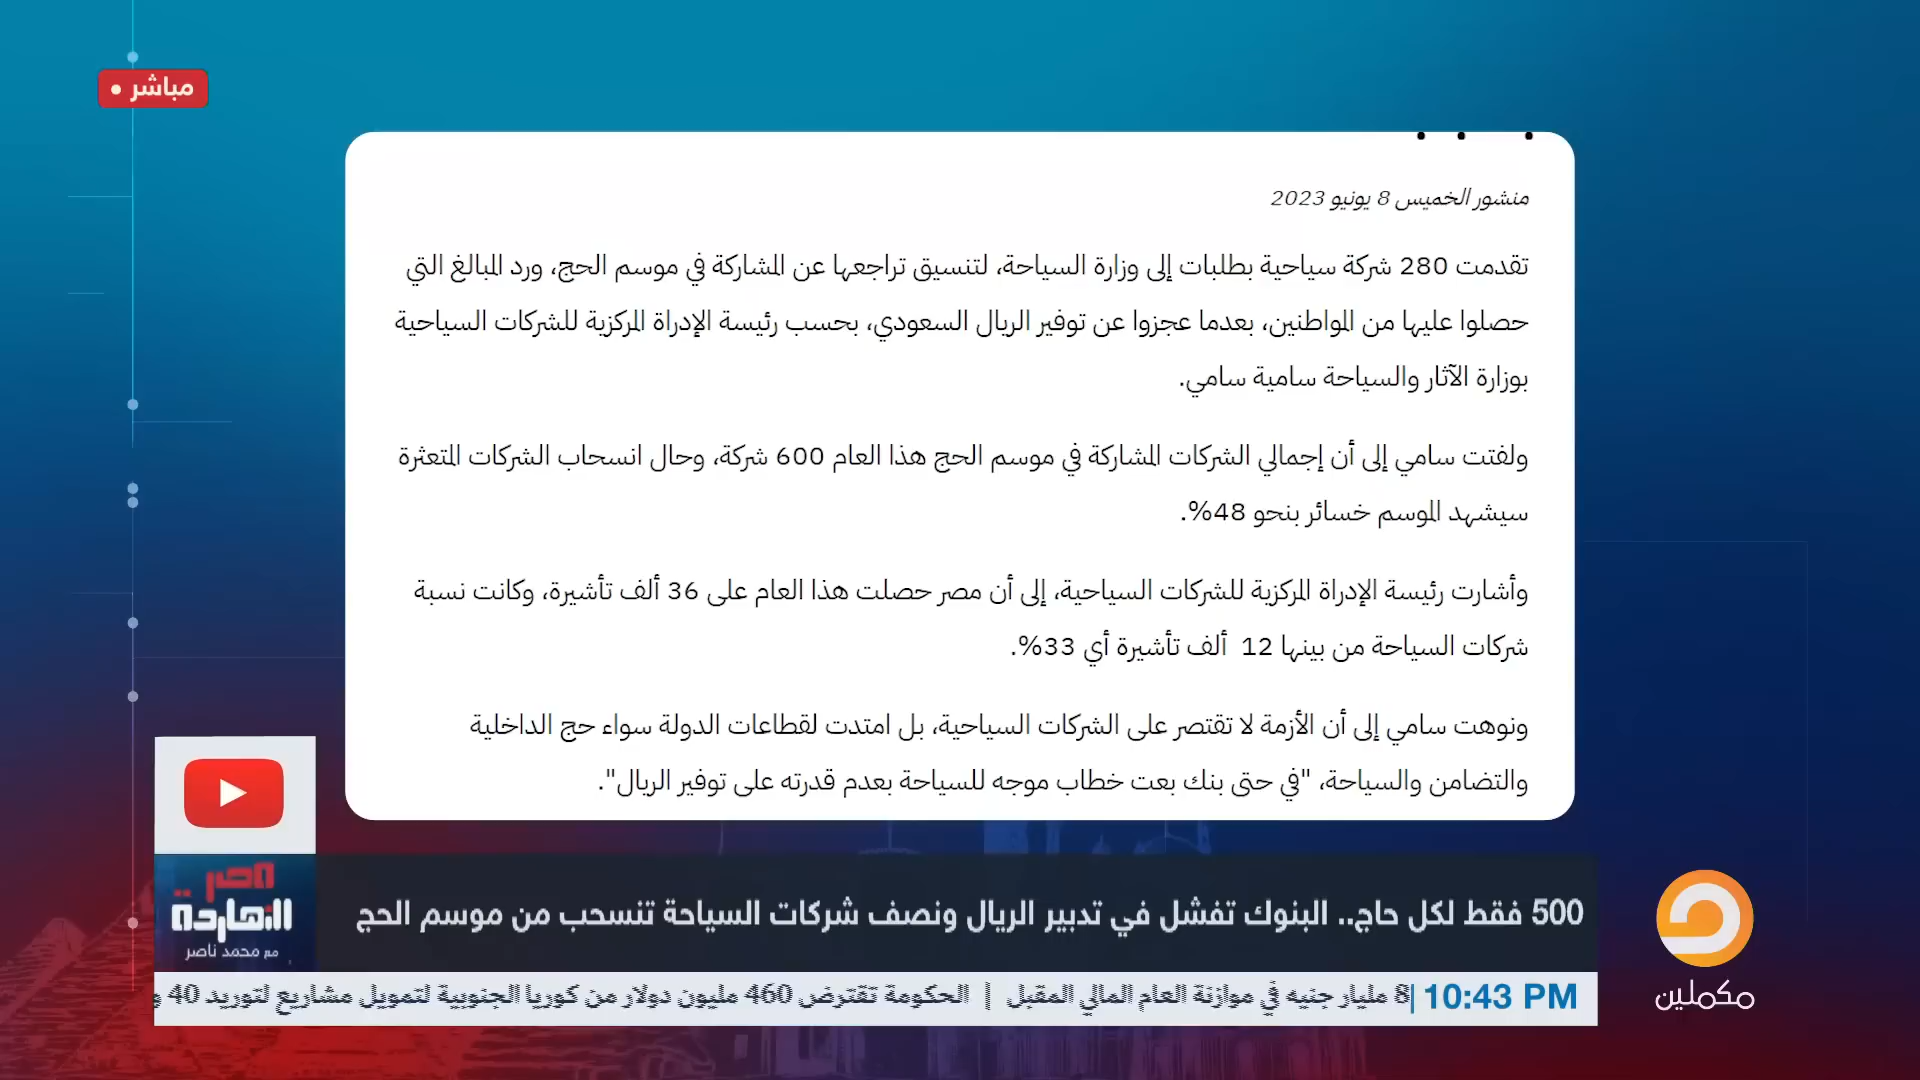 مباشر
منشور الخميس 8 يونيو 2023
تقدمت 280 شركة سياحية بطلبات إلى وزارة السياحة، لتنسيق تراجعها عن المشاركة في موسم الحج، ورد المبالغ التي
حصلوا عليها من المواطنين، بعدما عجزوا عن توفير الريال السعودي، بحسب رئيسة الإدراة المركزية للشركات السياحية
بوزارة الآثار والسياحة سامية سامي.
ولفتت سامي إلى أن إجمالي الشركات المشاركة في موسم الحج هذا العام 600 شركة، وحال انسحاب الشركات المتعثرة
سيشهد الموسم خسائر بنحو 48%.
وأشارت رئيسة الإدراة المركزية للشركات السياحية، إلى أن مصر حصلت هذا العام على 36 ألف تأشيرة، وكانت نسبة
شركات السياحة من بينها 12 ألف تأشيرة أي 33%.
ونوهت سامي إلى أن الأزمة لا تقتصر على الشركات السياحية، بل امتدت لقطاعات الدولة سواء حج الداخلية
والتضامن والسياحة، "في حتى بنك بعت خطاب موجه للسياحة بعدم قدرته على توفير الريال".
500 فقط لكل حاج.. البنوك تفشل في تدبير الريال ونصف شركات السياحة تنسحب من موسم الحج
مصر
النهاردة
مع محمد ناصر
10:43 PM
8 مليار جنيه في موازنة العام المالي المقبل | الحكومة تقترض 460 مليون دولار من كوريا الجنوبية لتمويل مشاريع لتوريد 40 و
مكملين